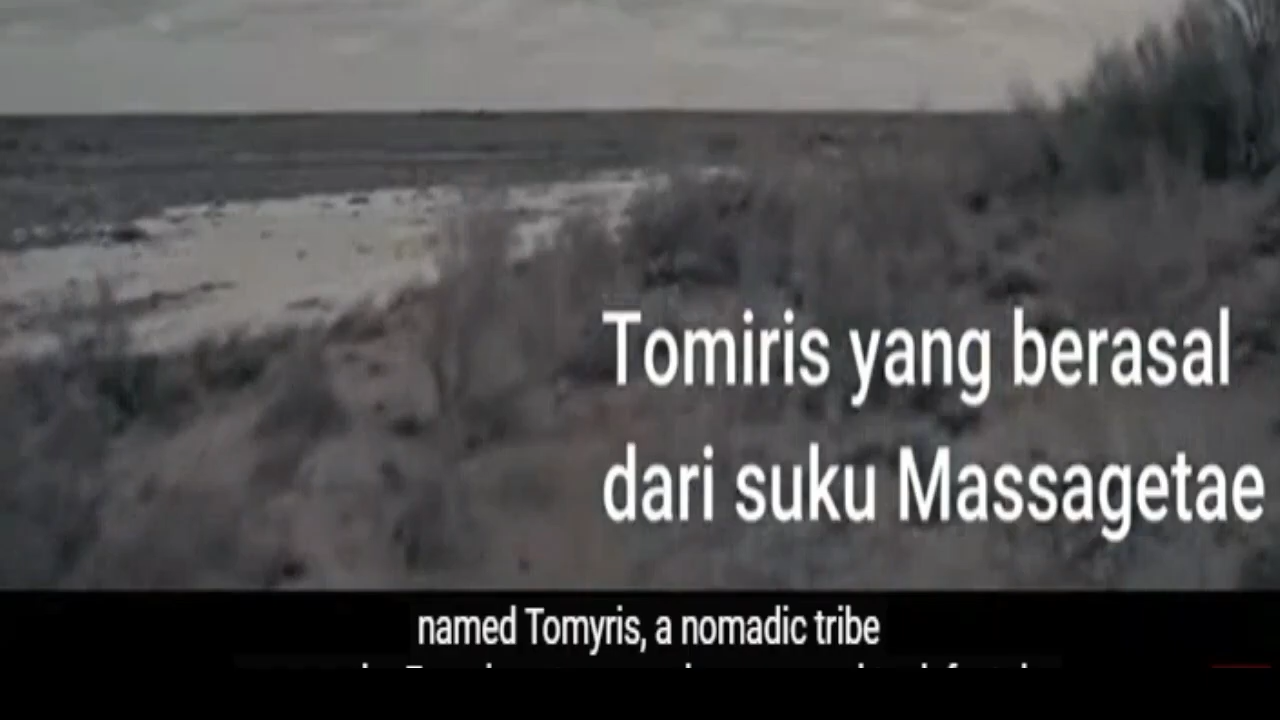 Tomiris yang berasal
dari suku Massagetae
named Tomyris, a nomadic tribe